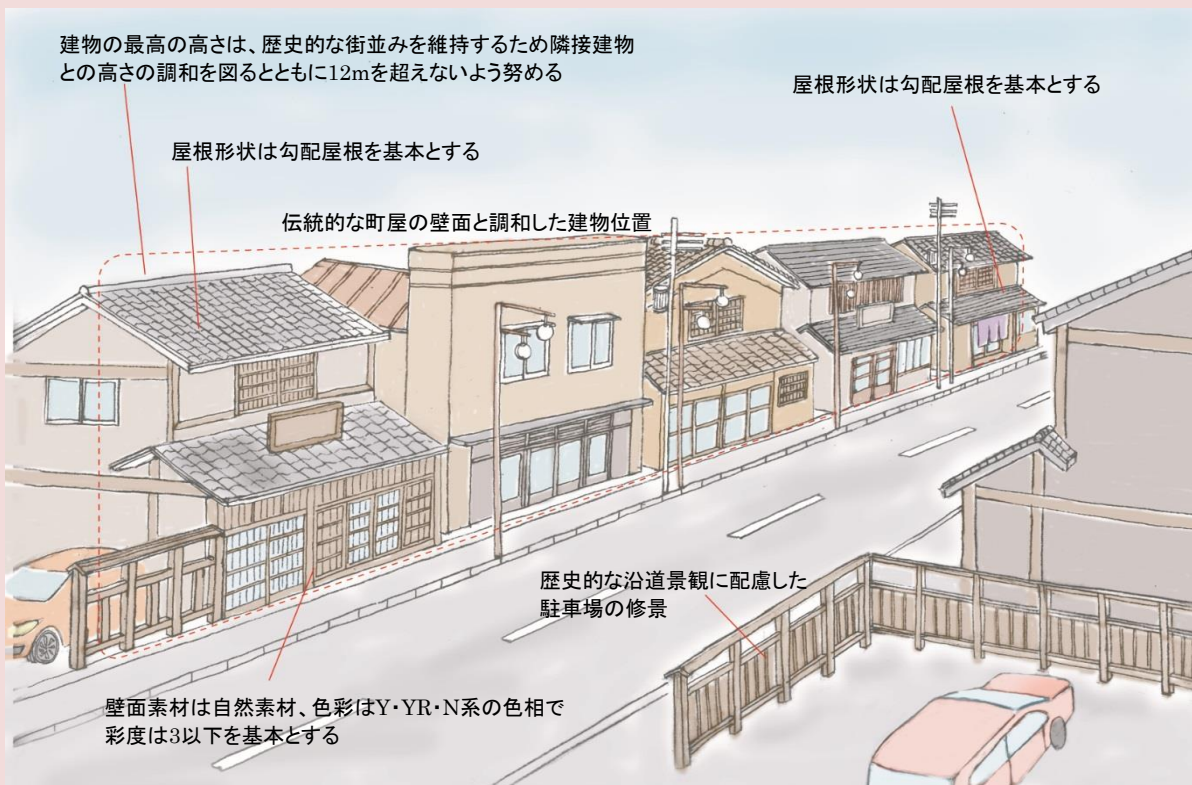 建物の最高の高さは、歴史的な街並みを維持するため隣接建物
との高さの調和を図るとともに12mを超えないよう努める
屋根形状は勾配屋根を基本とする
屋根形状は勾配屋根を基本とする
伝統的な町屋の壁面と調和した建物位置
歴史的な沿道景観に配慮した
駐車場の修景
壁面素材は自然素材、色彩はY・YR・N系の色相で
彩度は3以下を基本とする